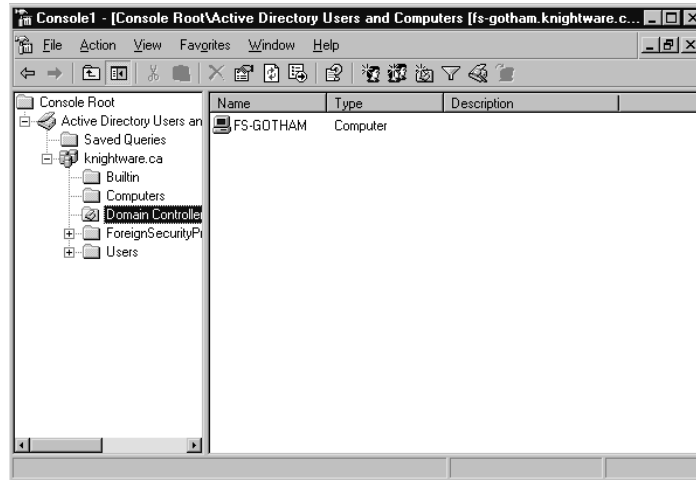 Console1 - [Console Root\Active Directory Users and Computers [fs-gotham.knightware.c...
File Action View Favorites Window Help
Console Root
Active Directory Users an
Saved Queries
knightware.ca
Builtin
Computers
Domain Controller
ForeignSecurityPr
Users
Name Type Description
FS-GOTHAM Computer